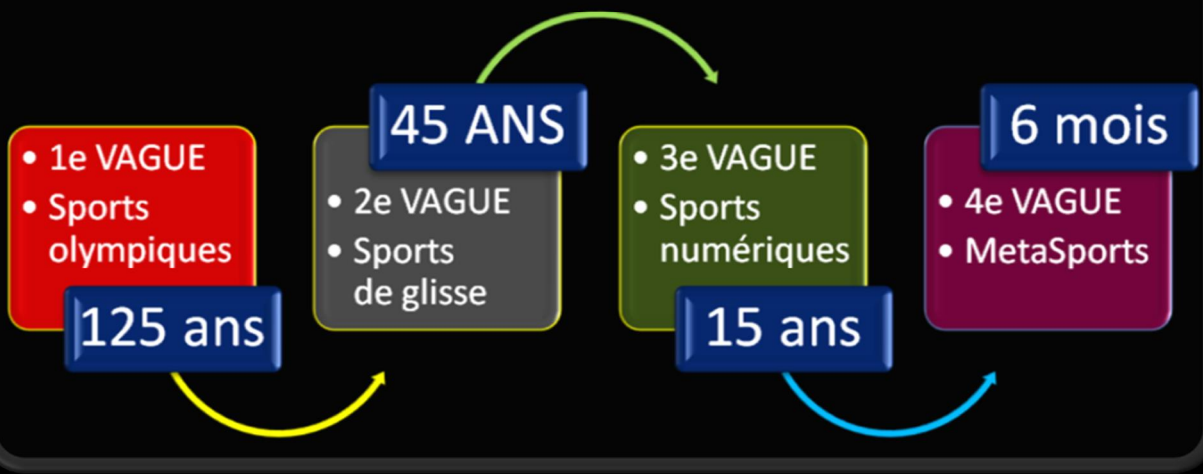 • 1e VAGUE
• Sports
olympiques
125 ans
45 ANS
• 2e VAGUE
• Sports
de glisse
• 3e VAGUE
• Sports
numériques
15 ans
6 mois
• 4e VAGUE
• MetaSports